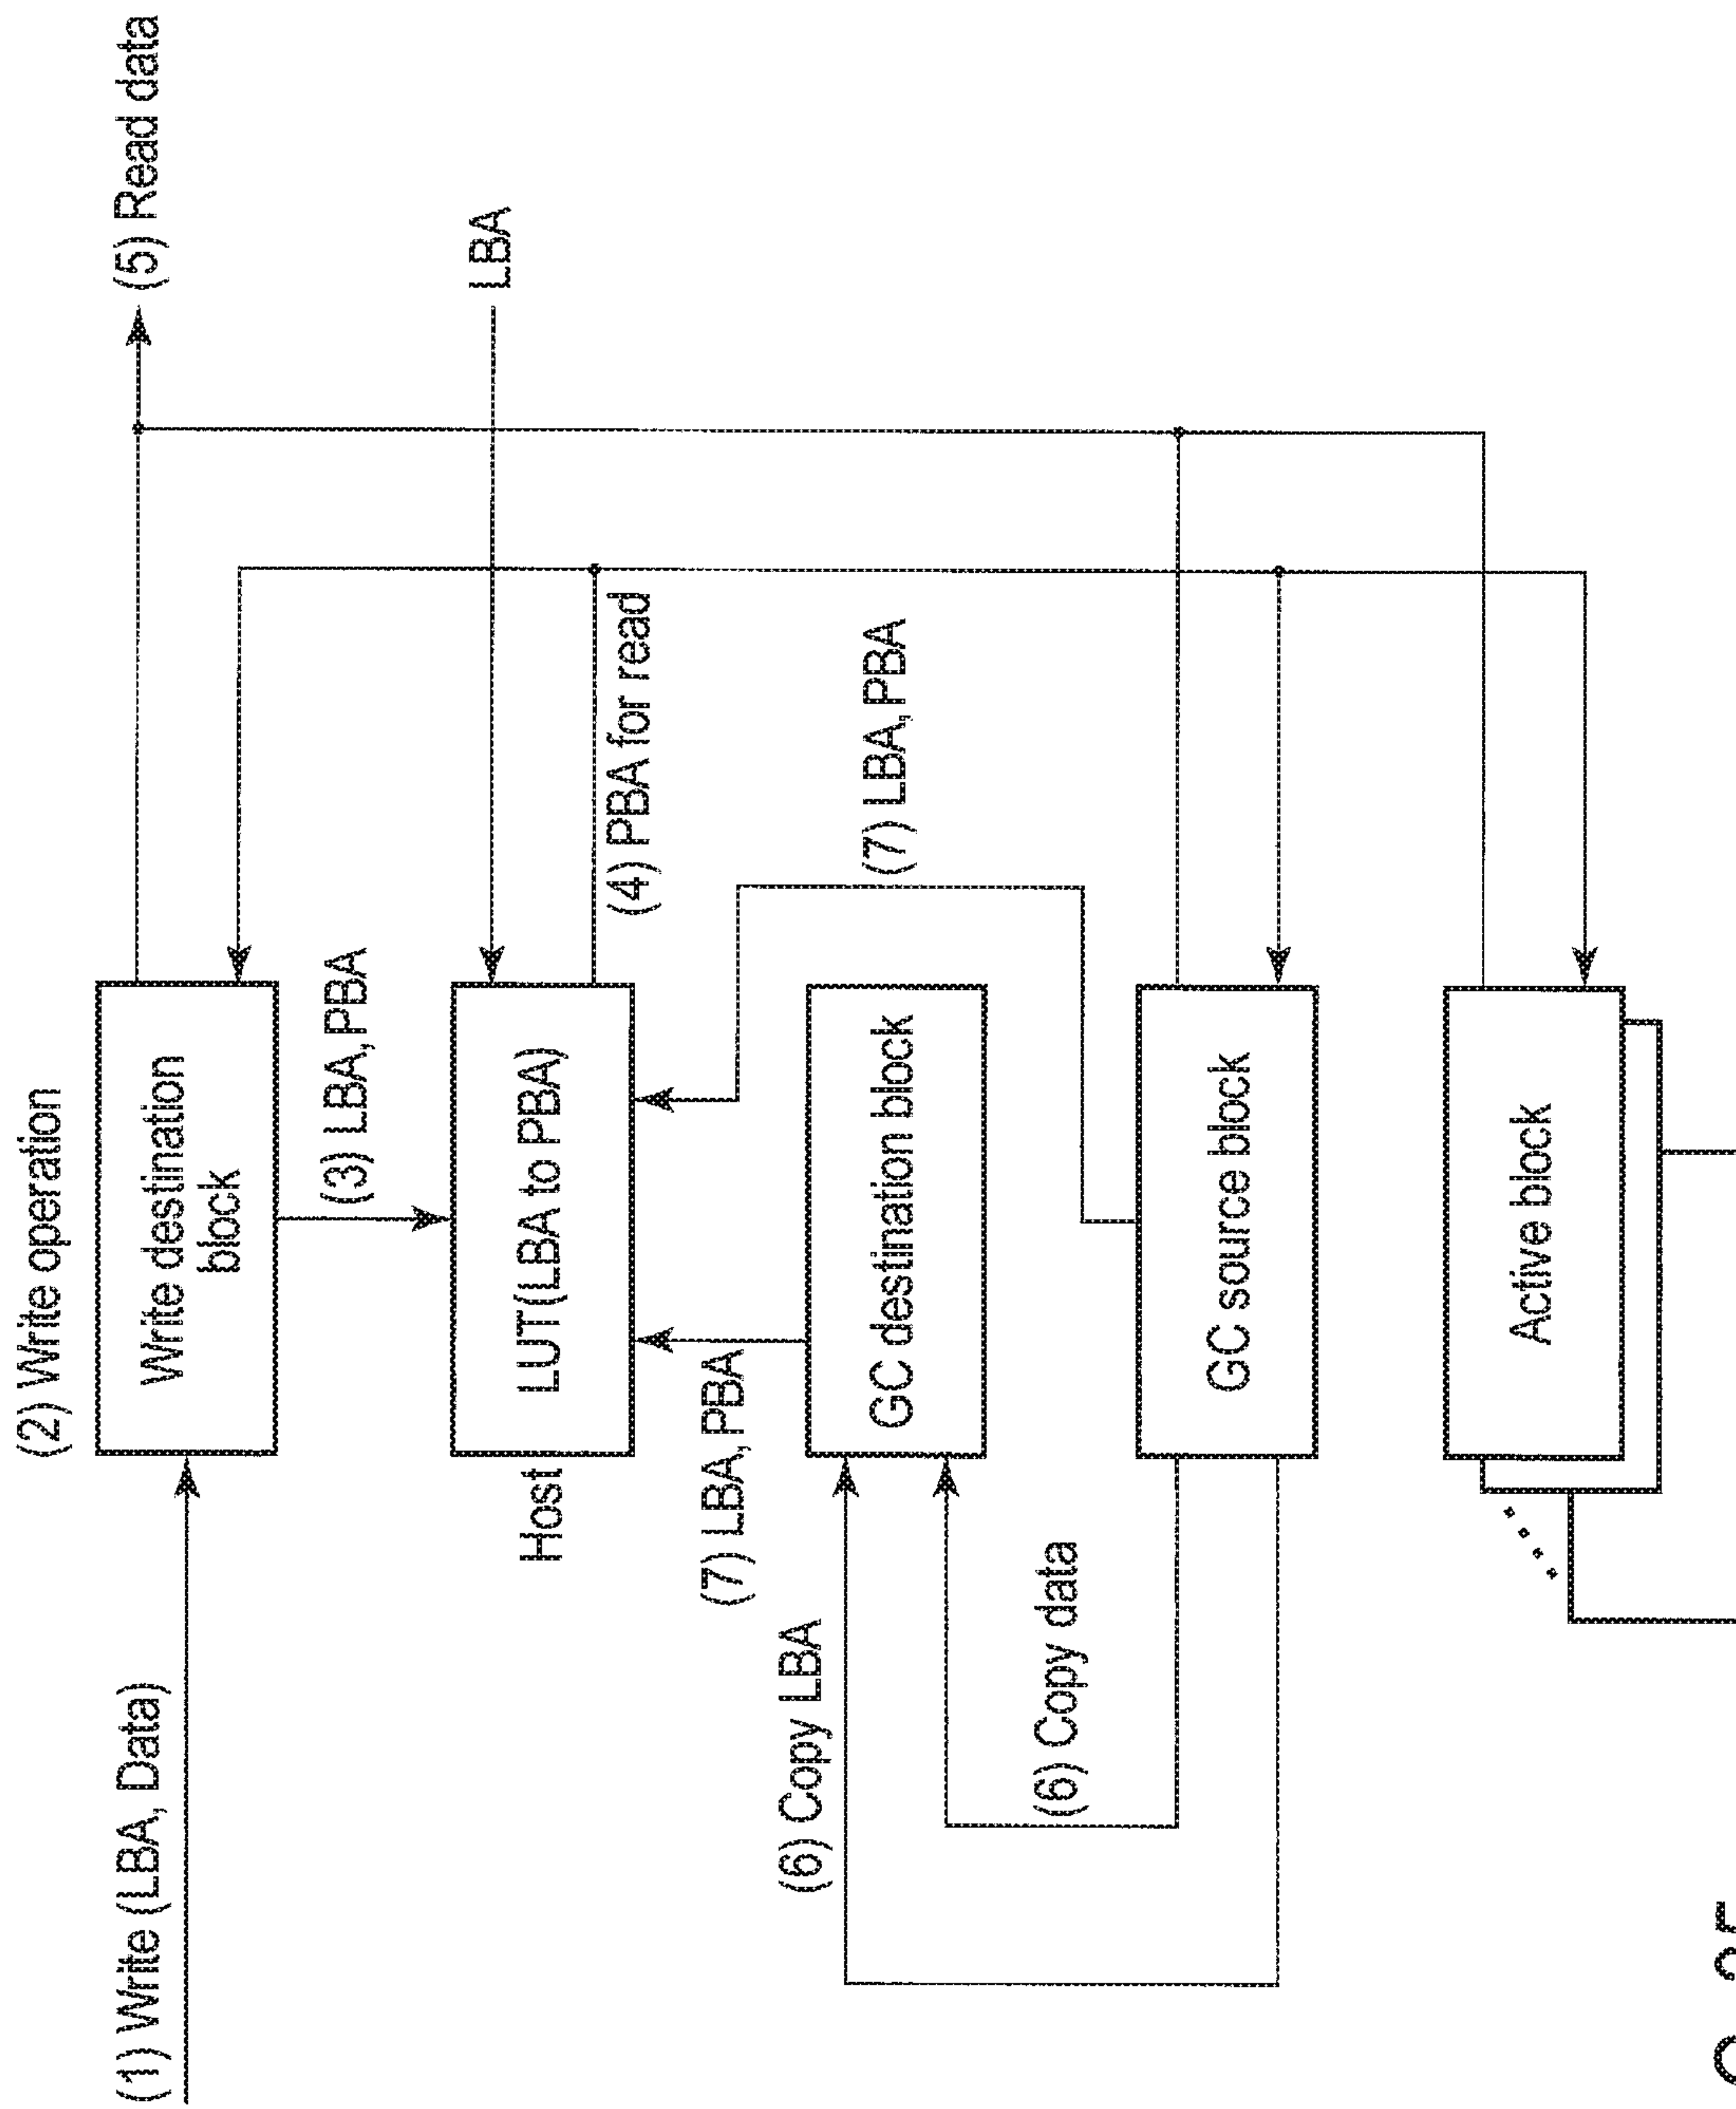 (2) Write operation
(1) Write (LBA, Data)
Write destination
block
(5) Read data
(3) LBA, PBA
Host
LUT(LBA to PBA)
LBA
(4) PBA for read
(7) LBA, PBA
(6) Copy LBA
GC destination block
(7) LBA, PBA
(6) Copy data
GC source block
Active block